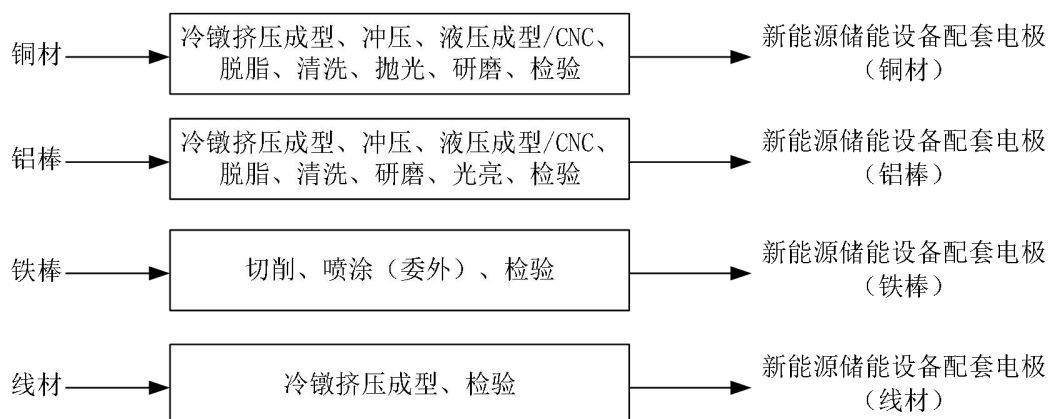 铜材
冷镦挤压成型、冲压、液压成型/CNC、
脱脂、清洗、抛光、研磨、检验
新能源储能设备配套电极
（铜材）
铝棒
冷镦挤压成型、冲压、液压成型/CNC、
脱脂、清洗、研磨、光亮、检验
新能源储能设备配套电极
（铝棒）
铁棒
切削、喷涂（委外）、检验
新能源储能设备配套电极
（铁棒）
线材
冷镦挤压成型、检验
新能源储能设备配套电极
（线材）